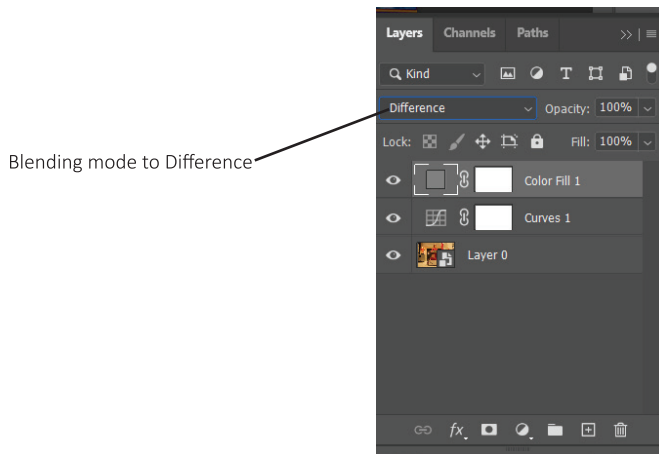 Layers Channels Paths
Kind
Difference Opacity: 100%
Lock: Fill: 100%
Blending mode to Difference
Color Fill 1
Curves 1
Layer 0
fx